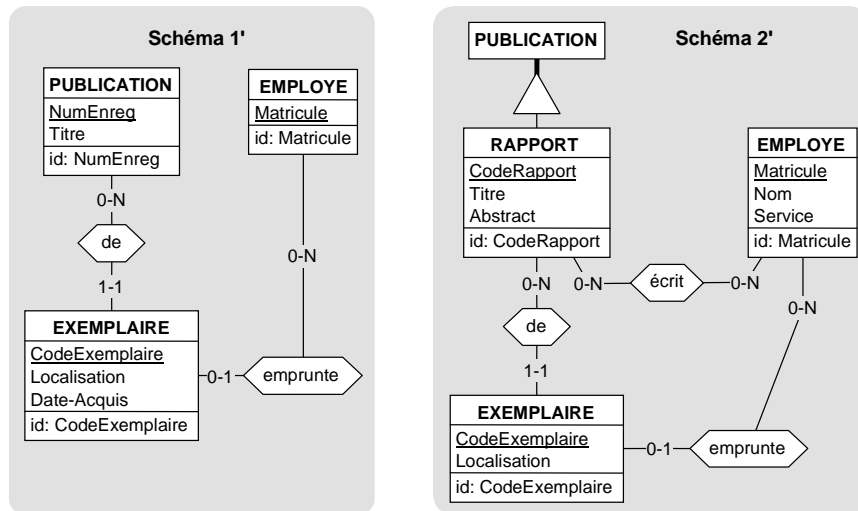 Schéma 1'
PUBLICATION
NumEnreg
Titre
id: NumEnreg
EMPLOYE
Matricule
id: Matricule
0-N
de
1-1
0-N
EXEMPLAIRE
CodeExemplaire
Localisation
Date-Acquis
id: CodeExemplaire
0-1
emprunte
Schéma 2'
PUBLICATION
RAPPORT
CodeRapport
Titre
Abstract
id: CodeRapport
EMPLOYE
Matricule
Nom
Service
id: Matricule
0-N
0-N
écrit
0-N
0-N
de
1-1
EXEMPLAIRE
CodeExemplaire
Localisation
id: CodeExemplaire
0-1
emprunte